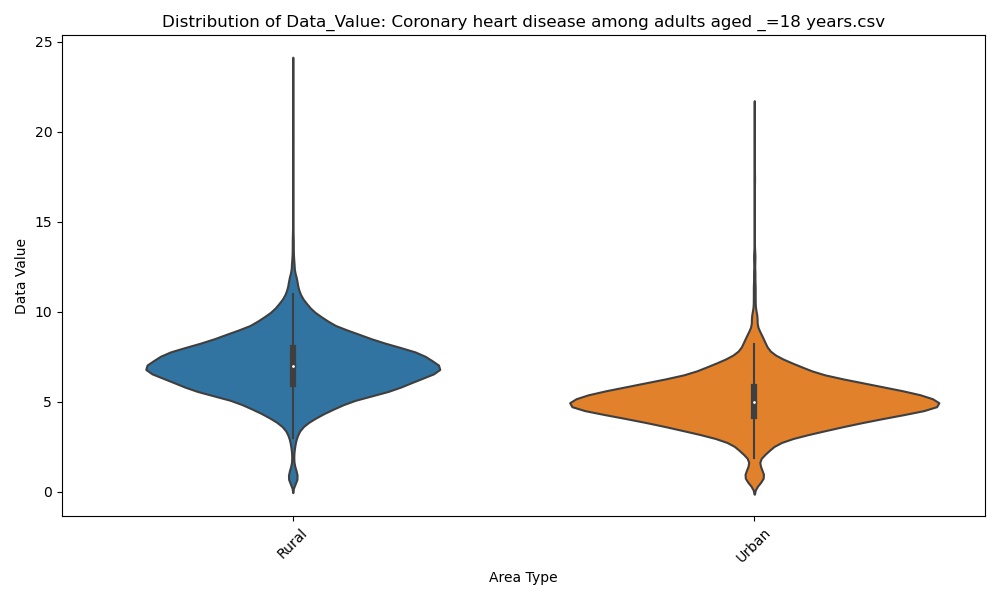 Distribution of Data_Value: Coronary heart disease among adults aged _=18 years.csv
25
20
15
10
5
0
Data Value
Rural
Urban
Area Type